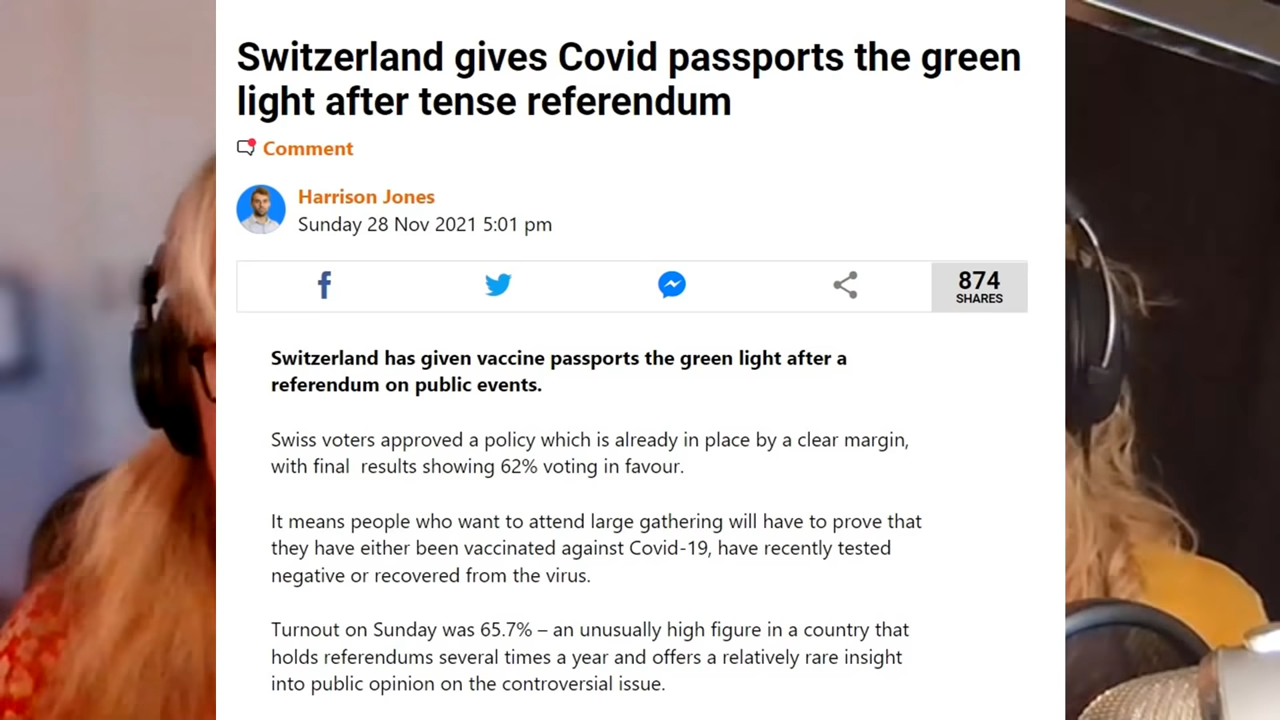 Switzerland gives Covid passports the green
light after tense referendum
Comment
Harrison Jones
Sunday 28 Nov 2021 5:01 pm
874
SHARES
Switzerland has given vaccine passports the green light after a
referendum on public events.
Swiss voters approved a policy which is already in place by a clear margin,
with final results showing 62% voting in favour.
It means people who want to attend large gathering will have to prove that
they have either been vaccinated against Covid-19, have recently tested
negative or recovered from the virus.
Turnout on Sunday was 65.7% – an unusually high figure in a country that
holds referendums several times a year and offers a relatively rare insight
into public opinion on the controversial issue.